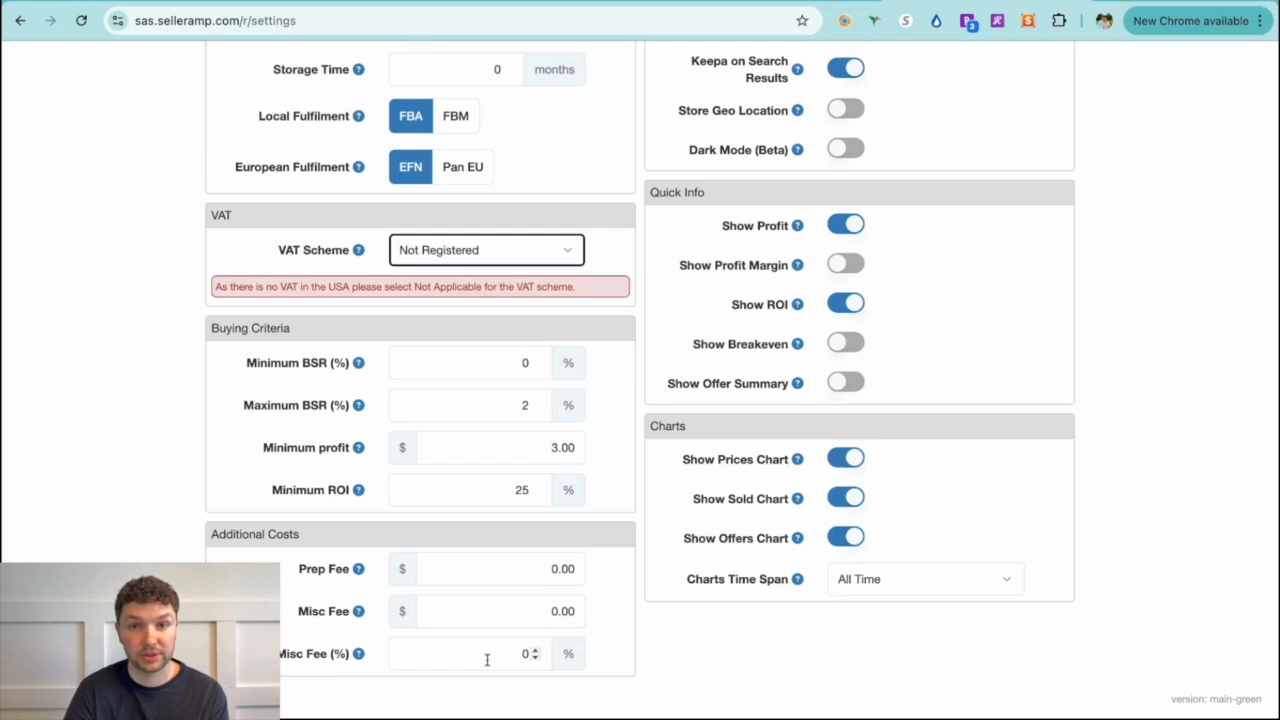 sas.selleramp.com/r/settings
New Chrome available
3
Storage Time ?
0 months
Local Fulfilment ?
FBA FBM
European Fulfilment ?
EFN Pan EU
VAT
VAT Scheme ?
Not Registered
As there is no VAT in the USA please select Not Applicable for the VAT scheme.
Buying Criteria
Minimum BSR (%) ?
0 %
Maximum BSR (%) ?
2 %
Minimum profit ?
$ 3.00
Minimum ROI ?
25 %
Additional Costs
Prep Fee ?
$ 0.00
Misc Fee ?
$ 0.00
Misc Fee (%) ?
0 %
Keepa on Search
Results ?
Store Geo Location ?
Dark Mode (Beta) ?
Quick Info
Show Profit ?
Show Profit Margin ?
Show ROI ?
Show Breakeven ?
Show Offer Summary ?
Charts
Show Prices Chart ?
Show Sold Chart ?
Show Offers Chart ?
Charts Time Span ?
All Time
version: main-green